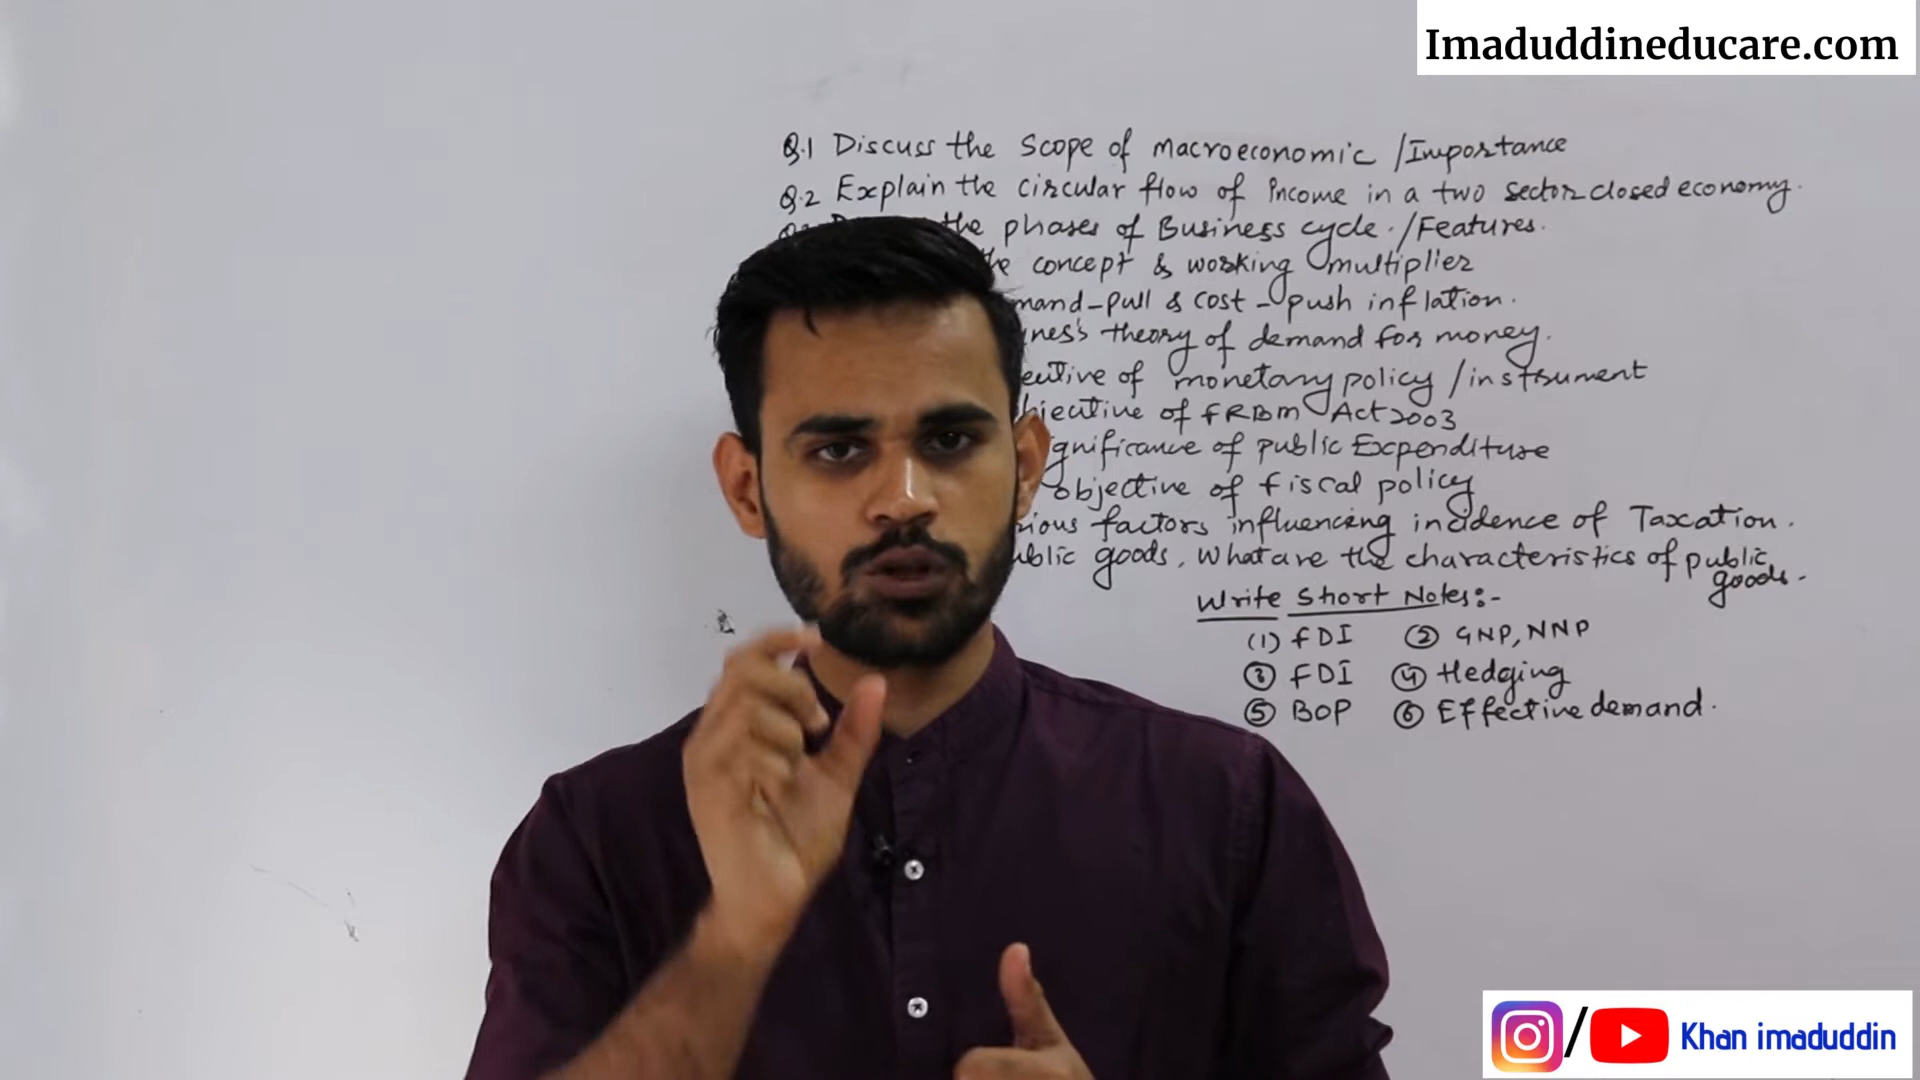 Imaduddineducare.com
Q.1 Discuss the Scope of macroeconomic /Importance
Q.2 Explain the circular flow of Income in a two sector closed economy.
the phases of Business cycle. /Features.
concept & working multiplier
-pull & cost-push inflation.
theory of demand for money.
of monetary policy /instrument
of FRBM Act 2003
of public Expenditure
objective of fiscal policy
factors influencing incidence of Taxation.
goods. What are the characteristics of public
goods.
Write Short Notes:-
(1) FDI (2) GNP, NNP
(3) FDI (4) Hedging
(5) BOP (6) Effective demand.
Khan imaduddin